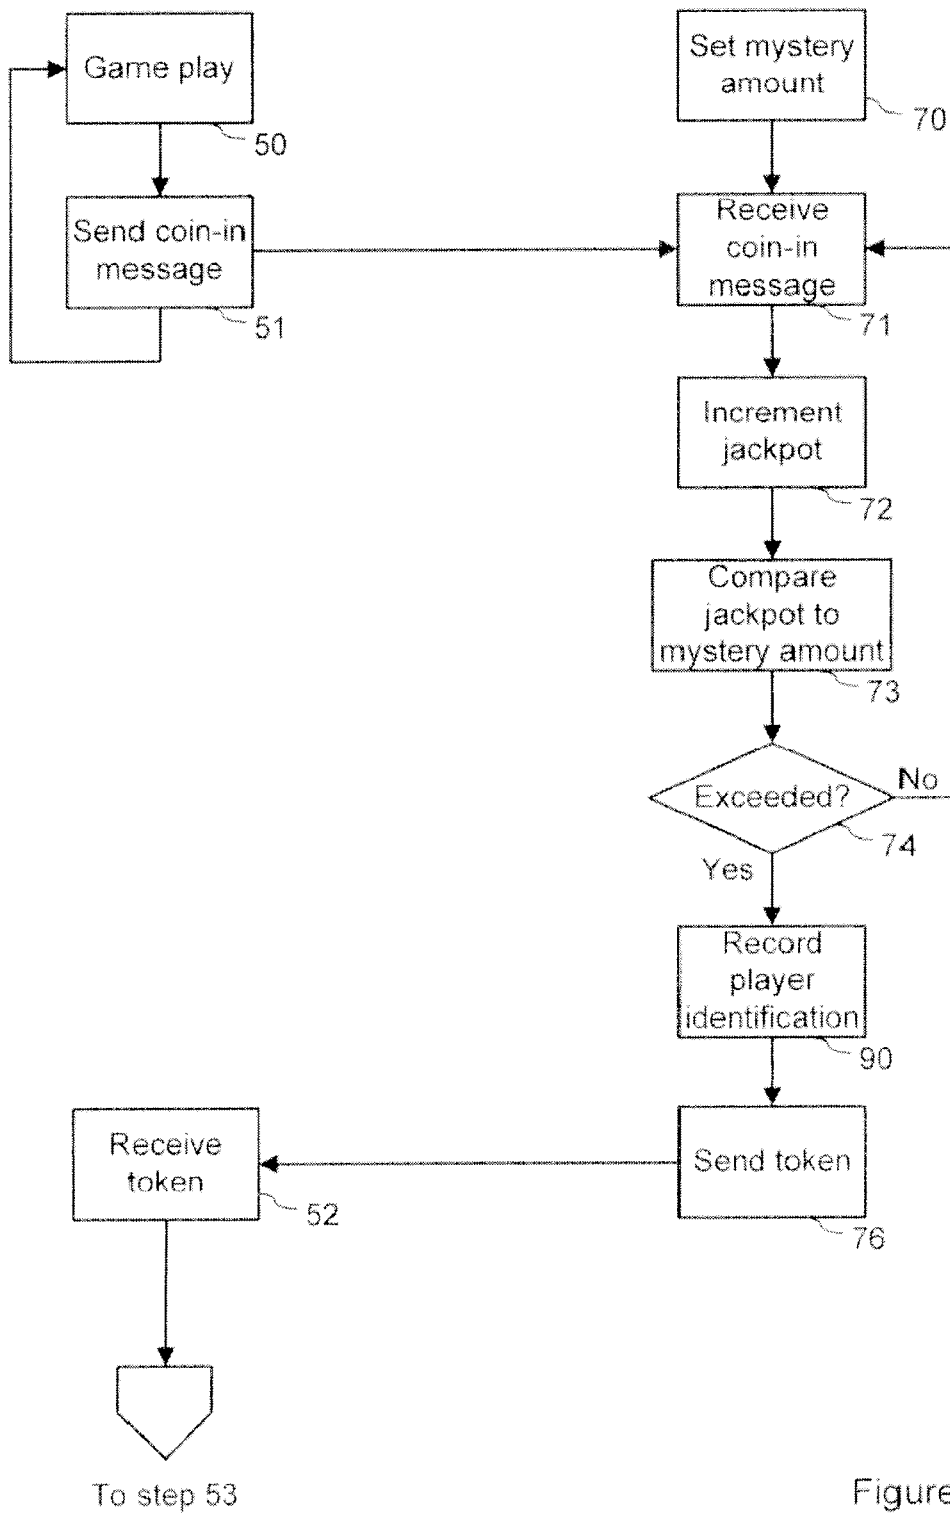 Game play
50
Send coin-in
message
51
Set mystery
amount
70
Receive
coin-in
message
71
Increment
jackpot
72
Compare
jackpot to
mystery amount
73
Exceeded?
No
74
Yes
Record
player
identification
90
Send token
76
Receive
token
52
To step 53
Figure